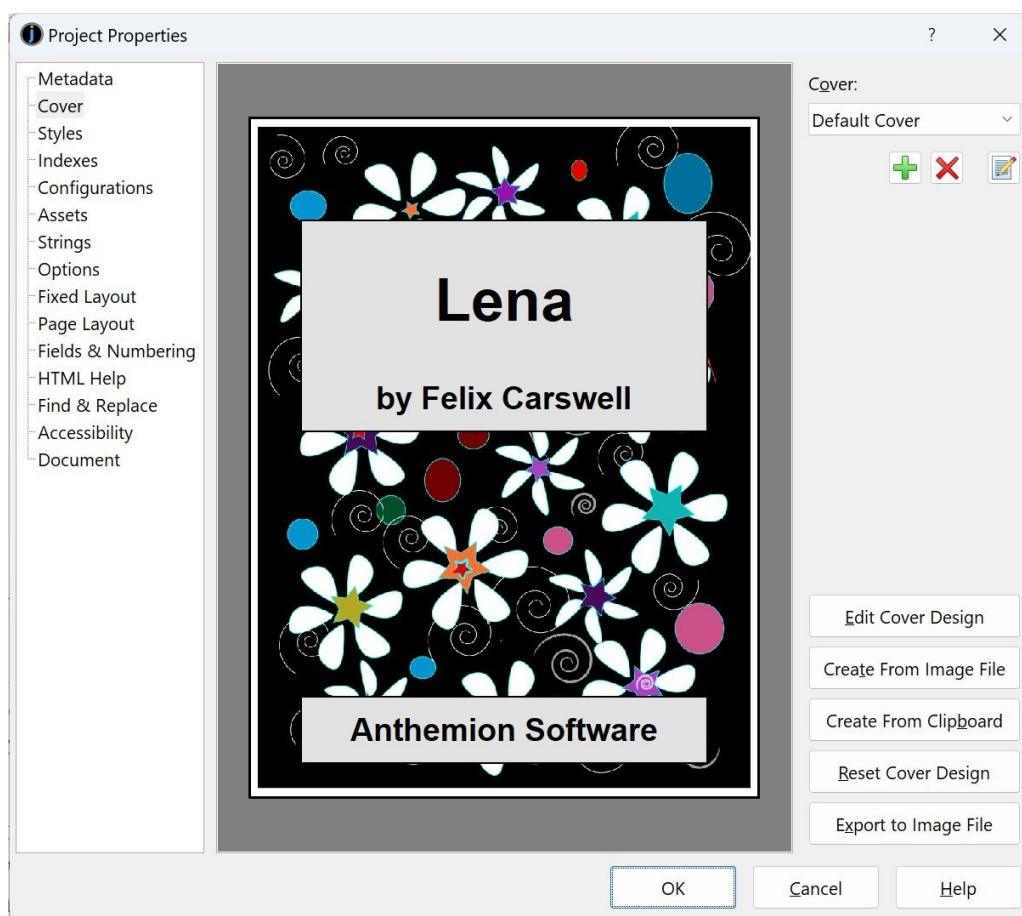 Project Properties
?
Metadata
Cover
Styles
Indexes
Configurations
Assets
Strings
Options
Fixed Layout
Page Layout
Fields & Numbering
HTML Help
Find & Replace
Accessibility
Document
Lena
by Felix Carswell
Anthemion Software
Cover:
Default Cover
Edit Cover Design
Create From Image File
Create From Clipboard
Reset Cover Design
Export to Image File
OK
Cancel
Help